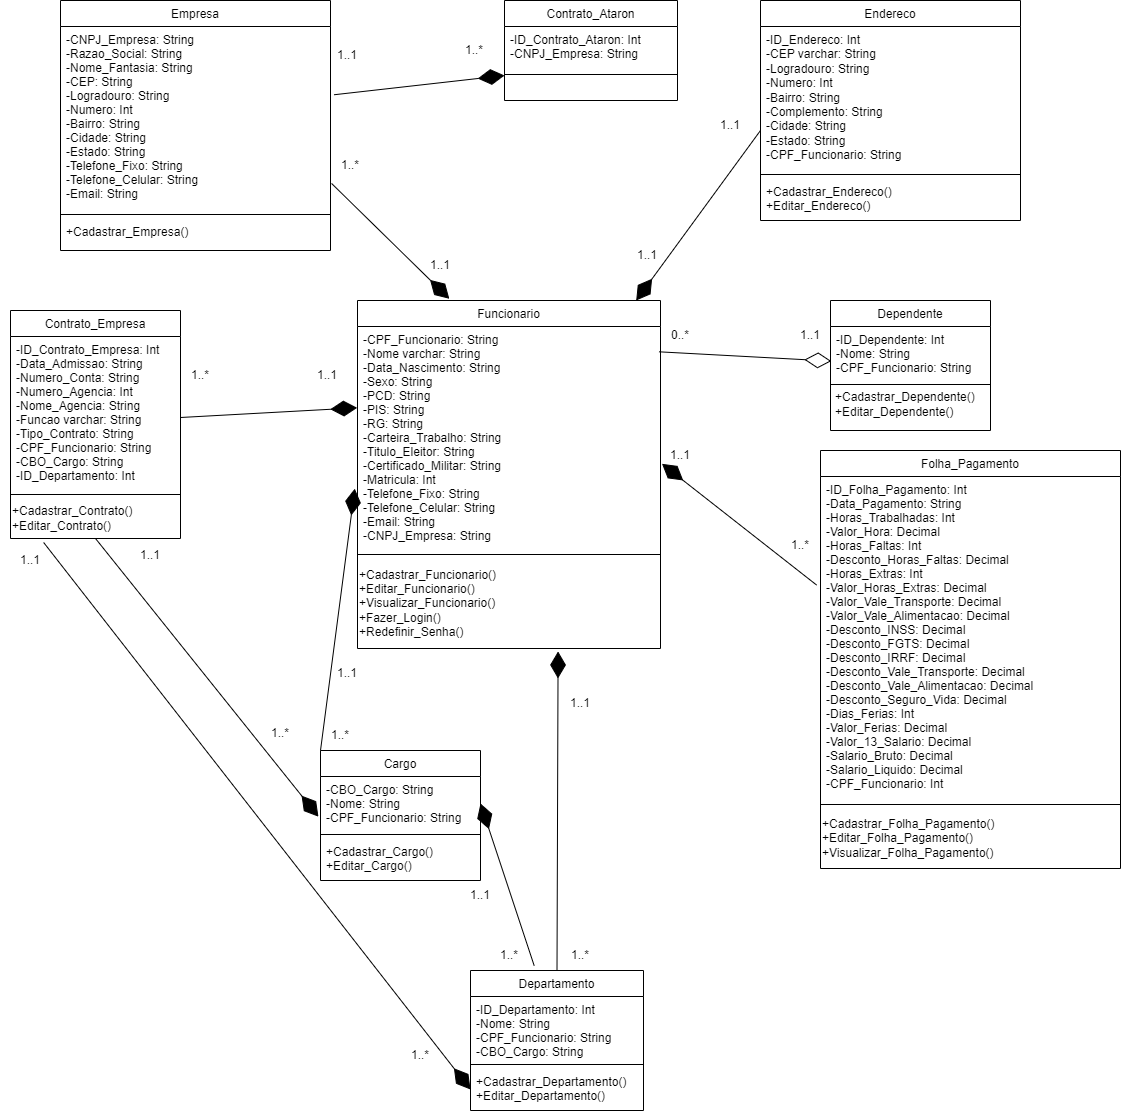 Empresa
-CNPJ_Empresa: String
-Razao_Social: String
-Nome_Fantasia: String
-CEP: String
-Logradouro: String
-Numero: Int
-Bairro: String
-Cidade: String
-Estado: String
-Telefone_Fixo: String
-Telefone_Celular: String
-Email: String
+Cadastrar_Empresa()
1..1
1..*
Contrato_Ataron
-ID_Contrato_Ataron: Int
-CNPJ_Empresa: String
Endereco
-ID_Endereco: Int
-CEP varchar: String
-Logradouro: String
-Numero: Int
-Bairro: String
-Complemento: String
-Cidade: String
-Estado: String
-CPF_Funcionario: String
+Cadastrar_Endereco()
+Editar_Endereco()
1..1
1..1
1..*
1..1
Contrato_Empresa
-ID_Contrato_Empresa: Int
-Data_Admissao: String
-Numero_Conta: String
-Numero_Agencia: Int
-Nome_Agencia: String
-Funcao varchar: String
-Tipo_Contrato: String
-CPF_Funcionario: String
-CBO_Cargo: String
-ID_Departamento: Int
+Cadastrar_Contrato()
+Editar_Contrato()
1..*
1..1
Funcionario
-CPF_Funcionario: String
-Nome varchar: String
-Data_Nascimento: String
-Sexo: String
-PCD: String
-PIS: String
-RG: String
-Carteira_Trabalho: String
-Titulo_Eleitor: String
-Certificado_Militar: String
-Matricula: Int
-Telefone_Fixo: String
-Telefone_Celular: String
-Email: String
-CNPJ_Empresa: String
+Cadastrar_Funcionario()
+Editar_Funcionario()
+Visualizar_Funcionario()
+Fazer_Login()
+Redefinir_Senha()
0..*
1..1
Dependente
-ID_Dependente: Int
-Nome: String
-CPF_Funcionario: String
+Cadastrar_Dependente()
+Editar_Dependente()
1..1
1..*
Folha_Pagamento
-ID_Folha_Pagamento: Int
-Data_Pagamento: String
-Horas_Trabalhadas: Int
-Valor_Hora: Decimal
-Horas_Faltas: Int
-Desconto_Horas_Faltas: Decimal
-Horas_Extras: Int
-Valor_Horas_Extras: Decimal
-Valor_Vale_Transporte: Decimal
-Valor_Vale_Alimentacao: Decimal
-Desconto_INSS: Decimal
-Desconto_FGTS: Decimal
-Desconto_IRRF: Decimal
-Desconto_Vale_Transporte: Decimal
-Desconto_Vale_Alimentacao: Decimal
-Desconto_Seguro_Vida: Decimal
-Dias_Ferias: Int
-Valor_Ferias: Decimal
-Valor_13_Salario: Decimal
-Salario_Bruto: Decimal
-Salario_Liquido: Decimal
-CPF_Funcionario: Int
+Cadastrar_Folha_Pagamento()
+Editar_Folha_Pagamento()
+Visualizar_Folha_Pagamento()
1..1
1..1
1..1
1..1
1..*
1..*
Cargo
-CBO_Cargo: String
-Nome: String
-CPF_Funcionario: String
+Cadastrar_Cargo()
+Editar_Cargo()
1..1
1..*
1..*
1..*
Departamento
-ID_Departamento: Int
-Nome: String
-CPF_Funcionario: String
-CBO_Cargo: String
+Cadastrar_Departamento()
+Editar_Departamento()